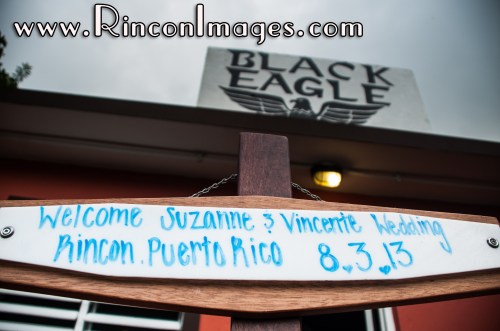 www.RinconImages.com
BLACK
EAGLE
Welcome Suzanne & Vincente Wedding
Rincon, Puerto Rico 8.3.13